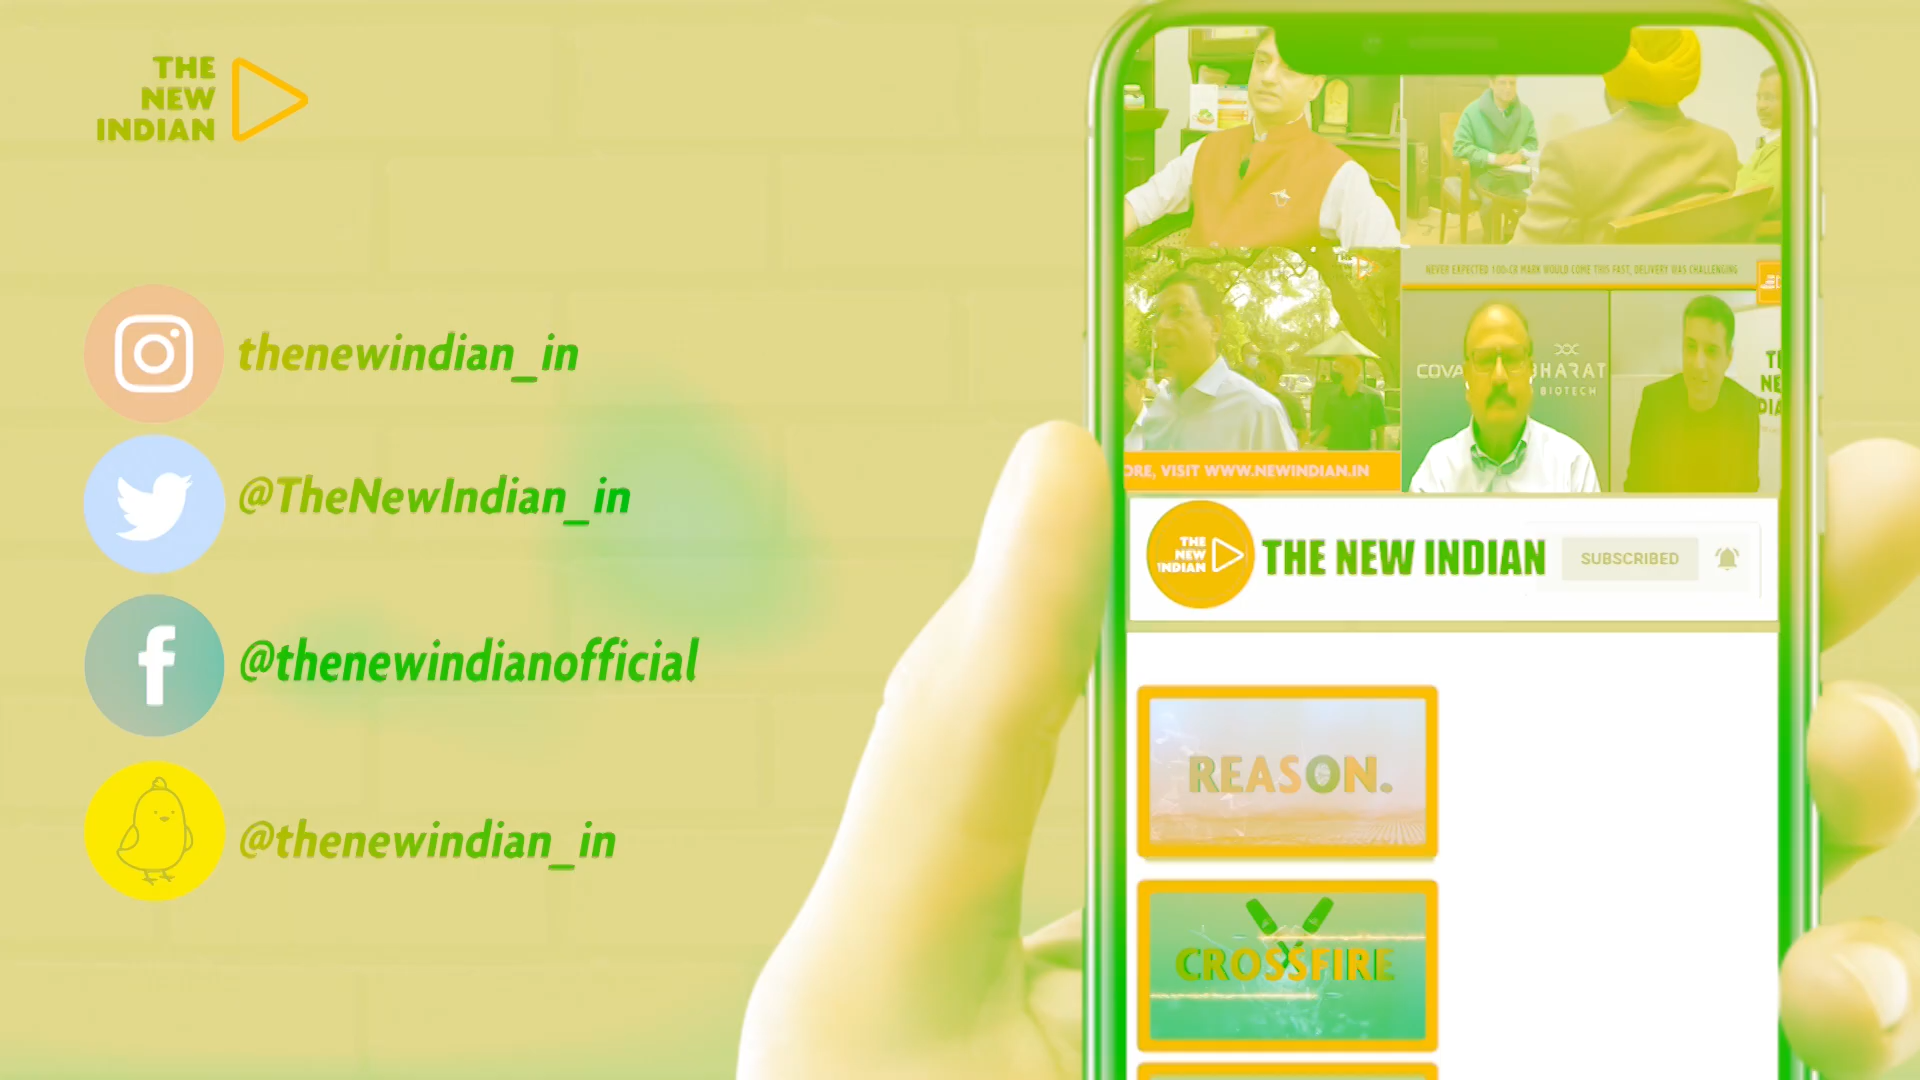 THE
NEW
INDIAN
thenewindian_in
@TheNewIndian_in
@thenewindianofficial
@thenewindian_in
NEVER EXPECTED 100-CR MARK WOULD COME THIS FAST, DELIVERY WAS CHALLENGING
BHARAT
BIOTECH
ORE, VISIT WWW.NEWINDIAN.IN
THE
NEW
INDIAN
THE NEW INDIAN
SUBSCRIBED
REASON.
CROSSFIRE